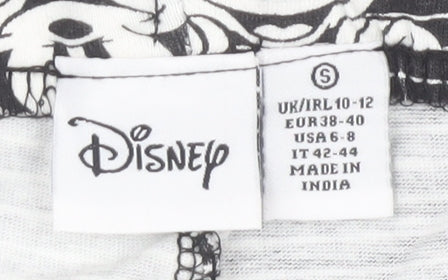 Disney
S
UK/IRL 10-12
EUR 38-40
USA 6-8
IT 42-44
MADE IN
INDIA